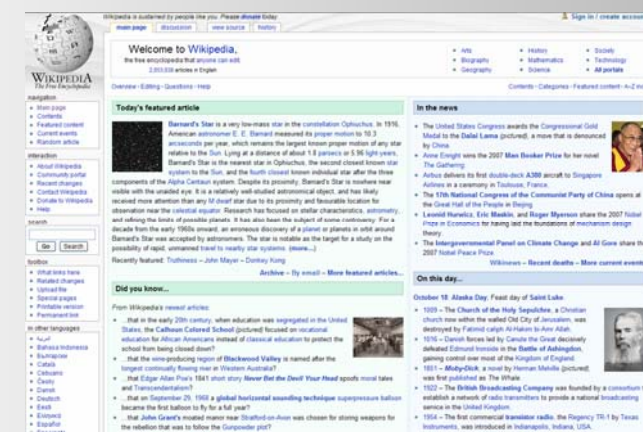 Wikipedia is sustained by people like you. Please donate today.
Sign in / create accou
main page
discussion
view source
history
WIKIPEDIA
The Free Encyclopedia
navigation
Main page
Contents
Featured content
Current events
Random article
interaction
About Wikipedia
Community portal
Recent changes
Contact Wikipedia
Donate to Wikipedia
Help
search
Go Search
toolbox
What links here
Related changes
Upload file
Special pages
Printable version
Permanent link
in other languages
العربية
Bahasa Indonesia
Български
Català
Cebuano
Česky
Dansk
Deutsch
Eesti
Ελληνικά
Español
Welcome to Wikipedia,
the free encyclopedia that anyone can edit.
articles in English
Arts
Biography
Geography
History
Mathematics
Science
Society
Technology
All portals
Overview · Editing · Questions · Help
Contents · Categories · Featured content · A–Z in
Today's featured article
Barnard's Star is a very low-mass star in the constellation Ophiuchus. In 1916,
American astronomer E. E. Barnard measured its proper motion to 10.3
arcseconds per year, which remains the largest known proper motion of any star
relative to the Sun. Lying at a distance of about 1.8 parsecs or 5.96 light-years,
Barnard's Star is the nearest star in Ophiuchus, the second closest known star
system to the Sun, and the fourth closest known individual star after the three
components of the Alpha Centauri system. Despite its proximity, Barnard's Star is nowhere near
visible with the unaided eye. It is a relatively well-studied astronomical object, and has likely
received more attention than any M dwarf star due to its proximity and favourable location for
observation near the celestial equator. Research has focused on stellar characteristics, astrometry,
and refining the limits of possible planets. It has also been the subject of some controversy. For a
decade from the early 1960s onward, an erroneous discovery of a planet or planets in orbit around
Barnard's Star was accepted by astronomers. The star is notable as the target for a study on the
possibility of rapid, unmanned travel to nearby star systems. (more...)
Recently featured: Truthiness – John Mayer – Donkey Kong
Archive – By email – More featured articles...
Did you know...
From Wikipedia's newest articles:
...that in the early 20th century, when education was segregated in the United
States, the Calhoun Colored School (pictured) focused on vocational
education for African Americans instead of classical education to protect the
school from being closed down?
...that the wine-producing region of Blackwood Valley is named after the
longest continually flowing river in Western Australia?
...that Edgar Allan Poe's 1841 short story Never Bet the Devil Your Head spoofs moral tales
and Transcendentalism?
...that on September 29, 1968 a global horizontal sounding technique superpressure balloon
became the first balloon to fly for a full year?
...that John Grant's moated manor near Stratford-on-Avon was chosen for storing weapons for
the rebellion that was to follow the Gunpowder plot?
In the news
The United States Congress awards the Congressional Gold
Medal to the Dalai Lama (pictured), a move that is denounced
by China.
Anne Enright wins the 2007 Man Booker Prize for her novel
The Gathering.
Airbus delivers its first double-deck A380 aircraft to Singapore
Airlines in a ceremony in Toulouse, France.
The 17th National Congress of the Communist Party of China opens at
the Great Hall of the People in Beijing.
Leonid Hurwicz, Eric Maskin, and Roger Myerson share the 2007 Nobel
Prize in Economics for having laid the foundations of mechanism design
theory.
The Intergovernmental Panel on Climate Change and Al Gore share th
2007 Nobel Peace Prize.
Wikinews – Recent deaths – More current events
On this day...
October 18: Alaska Day; Feast day of Saint Luke.
1009 – The Church of the Holy Sepulchre, a Christian
church now within the walled Old City of Jerusalem, was
destroyed by Fatimid caliph Al-Hakim bi-Amr Allah.
1016 – Danish forces led by Canute the Great decisively
defeated Edmund Ironside in the Battle of Ashingdon,
gaining control over most of the Kingdom of England.
1851 – Moby-Dick, a novel by Herman Melville (pictured),
was first published as The Whale.
1922 – The British Broadcasting Company was founded by a consortium t
establish a network of radio transmitters to provide a national broadcasting
service in the United Kingdom.
1954 – The first commercial transistor radio, the Regency TR-1 by Texas
Instruments, was introduced in Indianapolis, Indiana, USA.